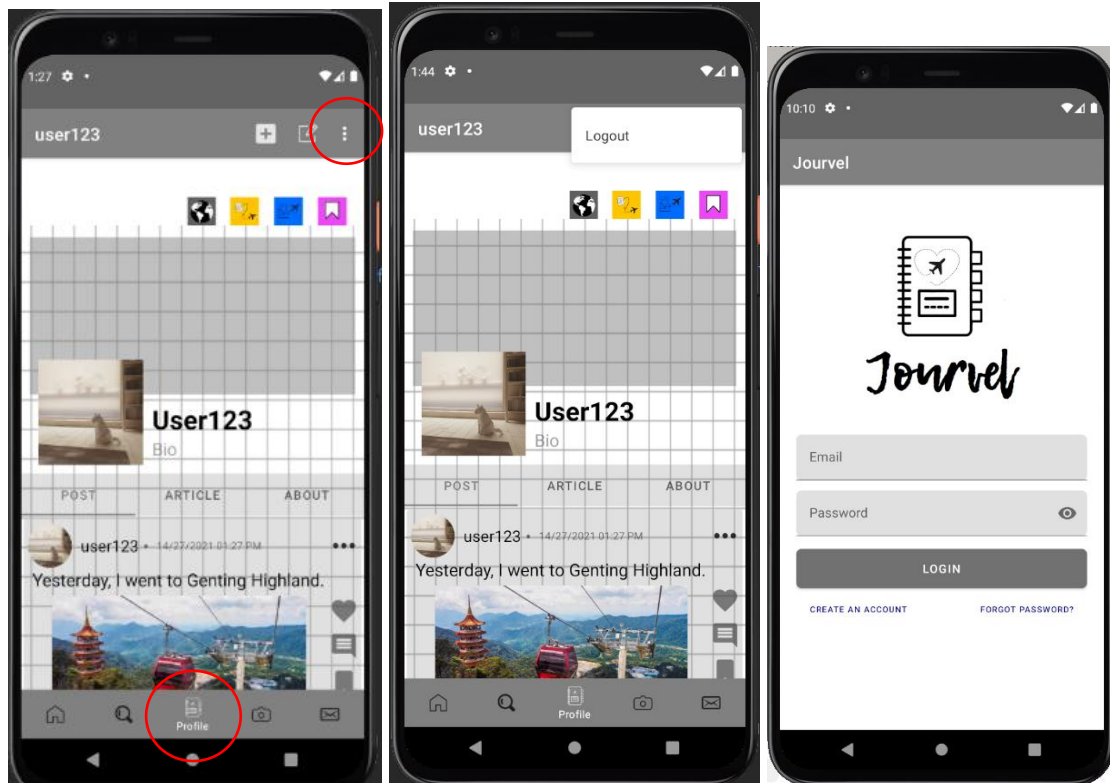 1:27
user123
User123
Bio
POST ARTICLE ABOUT
user123 • 14/27/2021 01:27 PM
Yesterday, I went to Genting Highland.
Profile
1:44
user123
Logout
User123
Bio
POST ARTICLE ABOUT
user123 • 14/27/2021 01:27 PM
Yesterday, I went to Genting Highland.
Profile
10:10
Jourvel
Jourvel
Email
Password
LOGIN
CREATE AN ACCOUNT FORGOT PASSWORD?